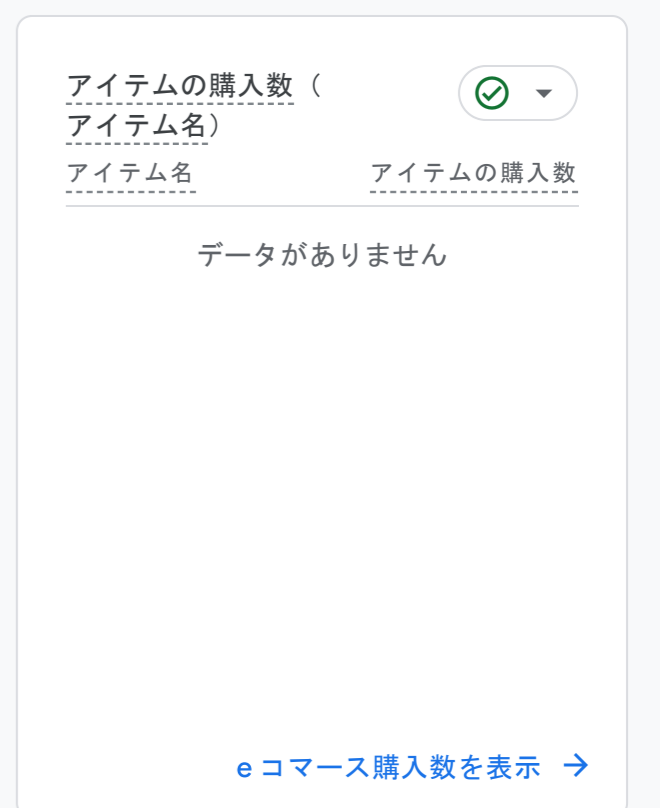 アイテムの購入数（
アイテム名）
アイテム名 アイテムの購入数
データがありません
e コマース購入数を表示 →